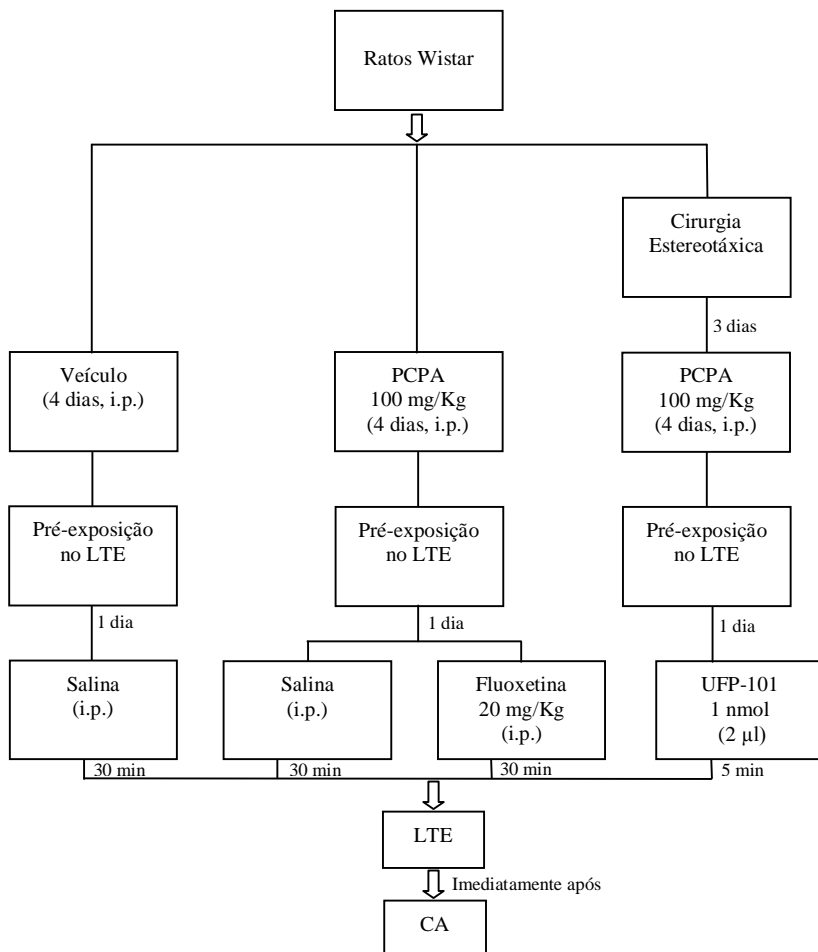 Ratos Wistar
Cirurgia
Estereotáxica
3 dias
Veículo
(4 dias, i.p.)
PCPA
100 mg/Kg
(4 dias, i.p.)
PCPA
100 mg/Kg
(4 dias, i.p.)
Pré-exposição
no LTE
Pré-exposição
no LTE
Pré-exposição
no LTE
1 dia
1 dia
1 dia
Salina
(i.p.)
Salina
(i.p.)
Fluoxetina
20 mg/Kg
(i.p.)
UFP-101
1 nmol
(2 µl)
30 min
30 min
30 min
5 min
LTE
Imediatamente após
CA